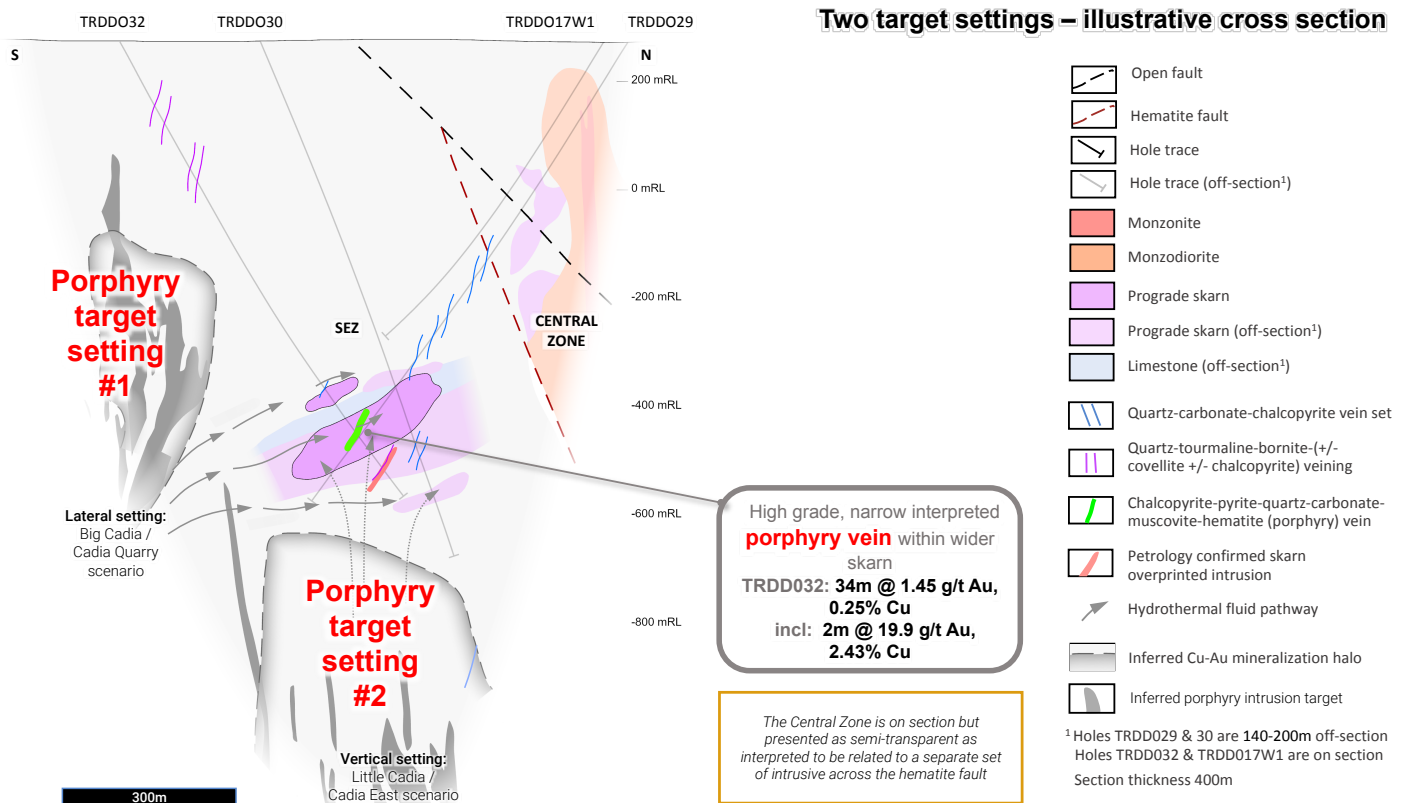 Two target settings – illustrative cross section
TRDDO32
TRDDO30
TRDDO17W1
TRDDO29
S
N
200 mRL
0 mRL
-200 mRL
-400 mRL
-600 mRL
-800 mRL
Porphyry
target
setting
#1
SEZ
CENTRAL
ZONE
Lateral setting:
Big Cadia /
Cadia Quarry
scenario
Porphyry
target
setting
#2
Vertical setting:
Little Cadia /
Cadia East scenario
300m
High grade, narrow interpreted
porphyry vein within wider
skarn
TRDD032: 34m @ 1.45 g/t Au,
0.25% Cu
incl: 2m @ 19.9 g/t Au,
2.43% Cu
The Central Zone is on section but
presented as semi-transparent as
interpreted to be related to a separate set
of intrusive across the hematite fault
Open fault
Hematite fault
Hole trace
Hole trace (off-section¹)
Monzonite
Monzodiorite
Prograde skarn
Prograde skarn (off-section¹)
Limestone (off-section¹)
Quartz-carbonate-chalcopyrite vein set
Quartz-tourmaline-bornite-(+/-
covellite +/- chalcopyrite) veining
Chalcopyrite-pyrite-quartz-carbonate-
muscovite-hematite (porphyry) vein
Petrology confirmed skarn
overprinted intrusion
Hydrothermal fluid pathway
Inferred Cu-Au mineralization halo
Inferred porphyry intrusion target
¹ Holes TRDD029 & 30 are 140-200m off-section
Holes TRDD032 & TRDD017W1 are on section
Section thickness 400m